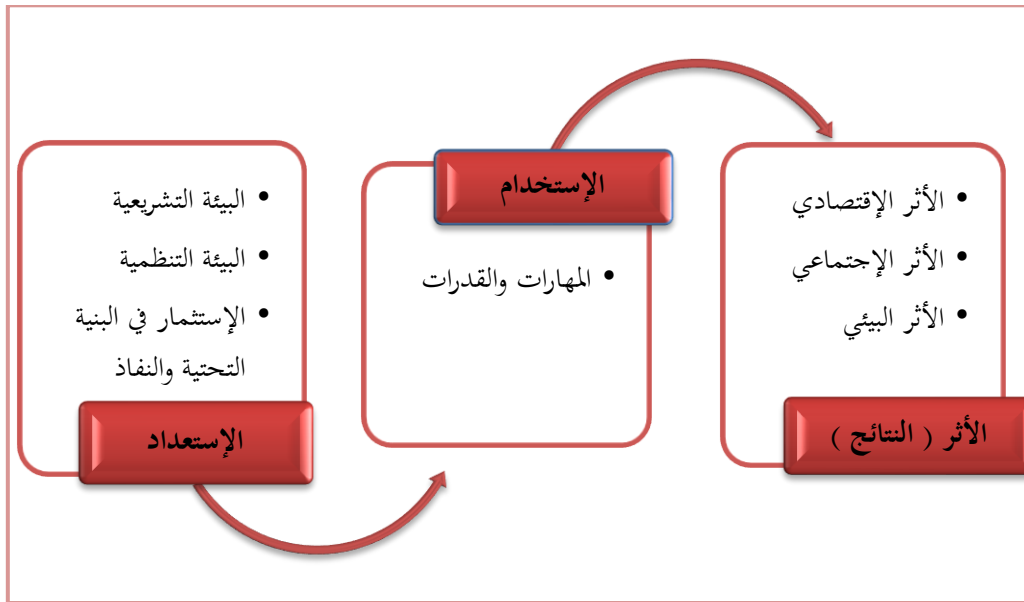 البيئة التشريعية
البيئة التنظمية
الإستثمار في البنية
التحتية والنفاذ
الإستعداد
الإستخدام
المهارات والقدرات
الأثر الإقتصادي
الأثر الإجتماعي
الأثر البيئي
الأثر ( النتائج )